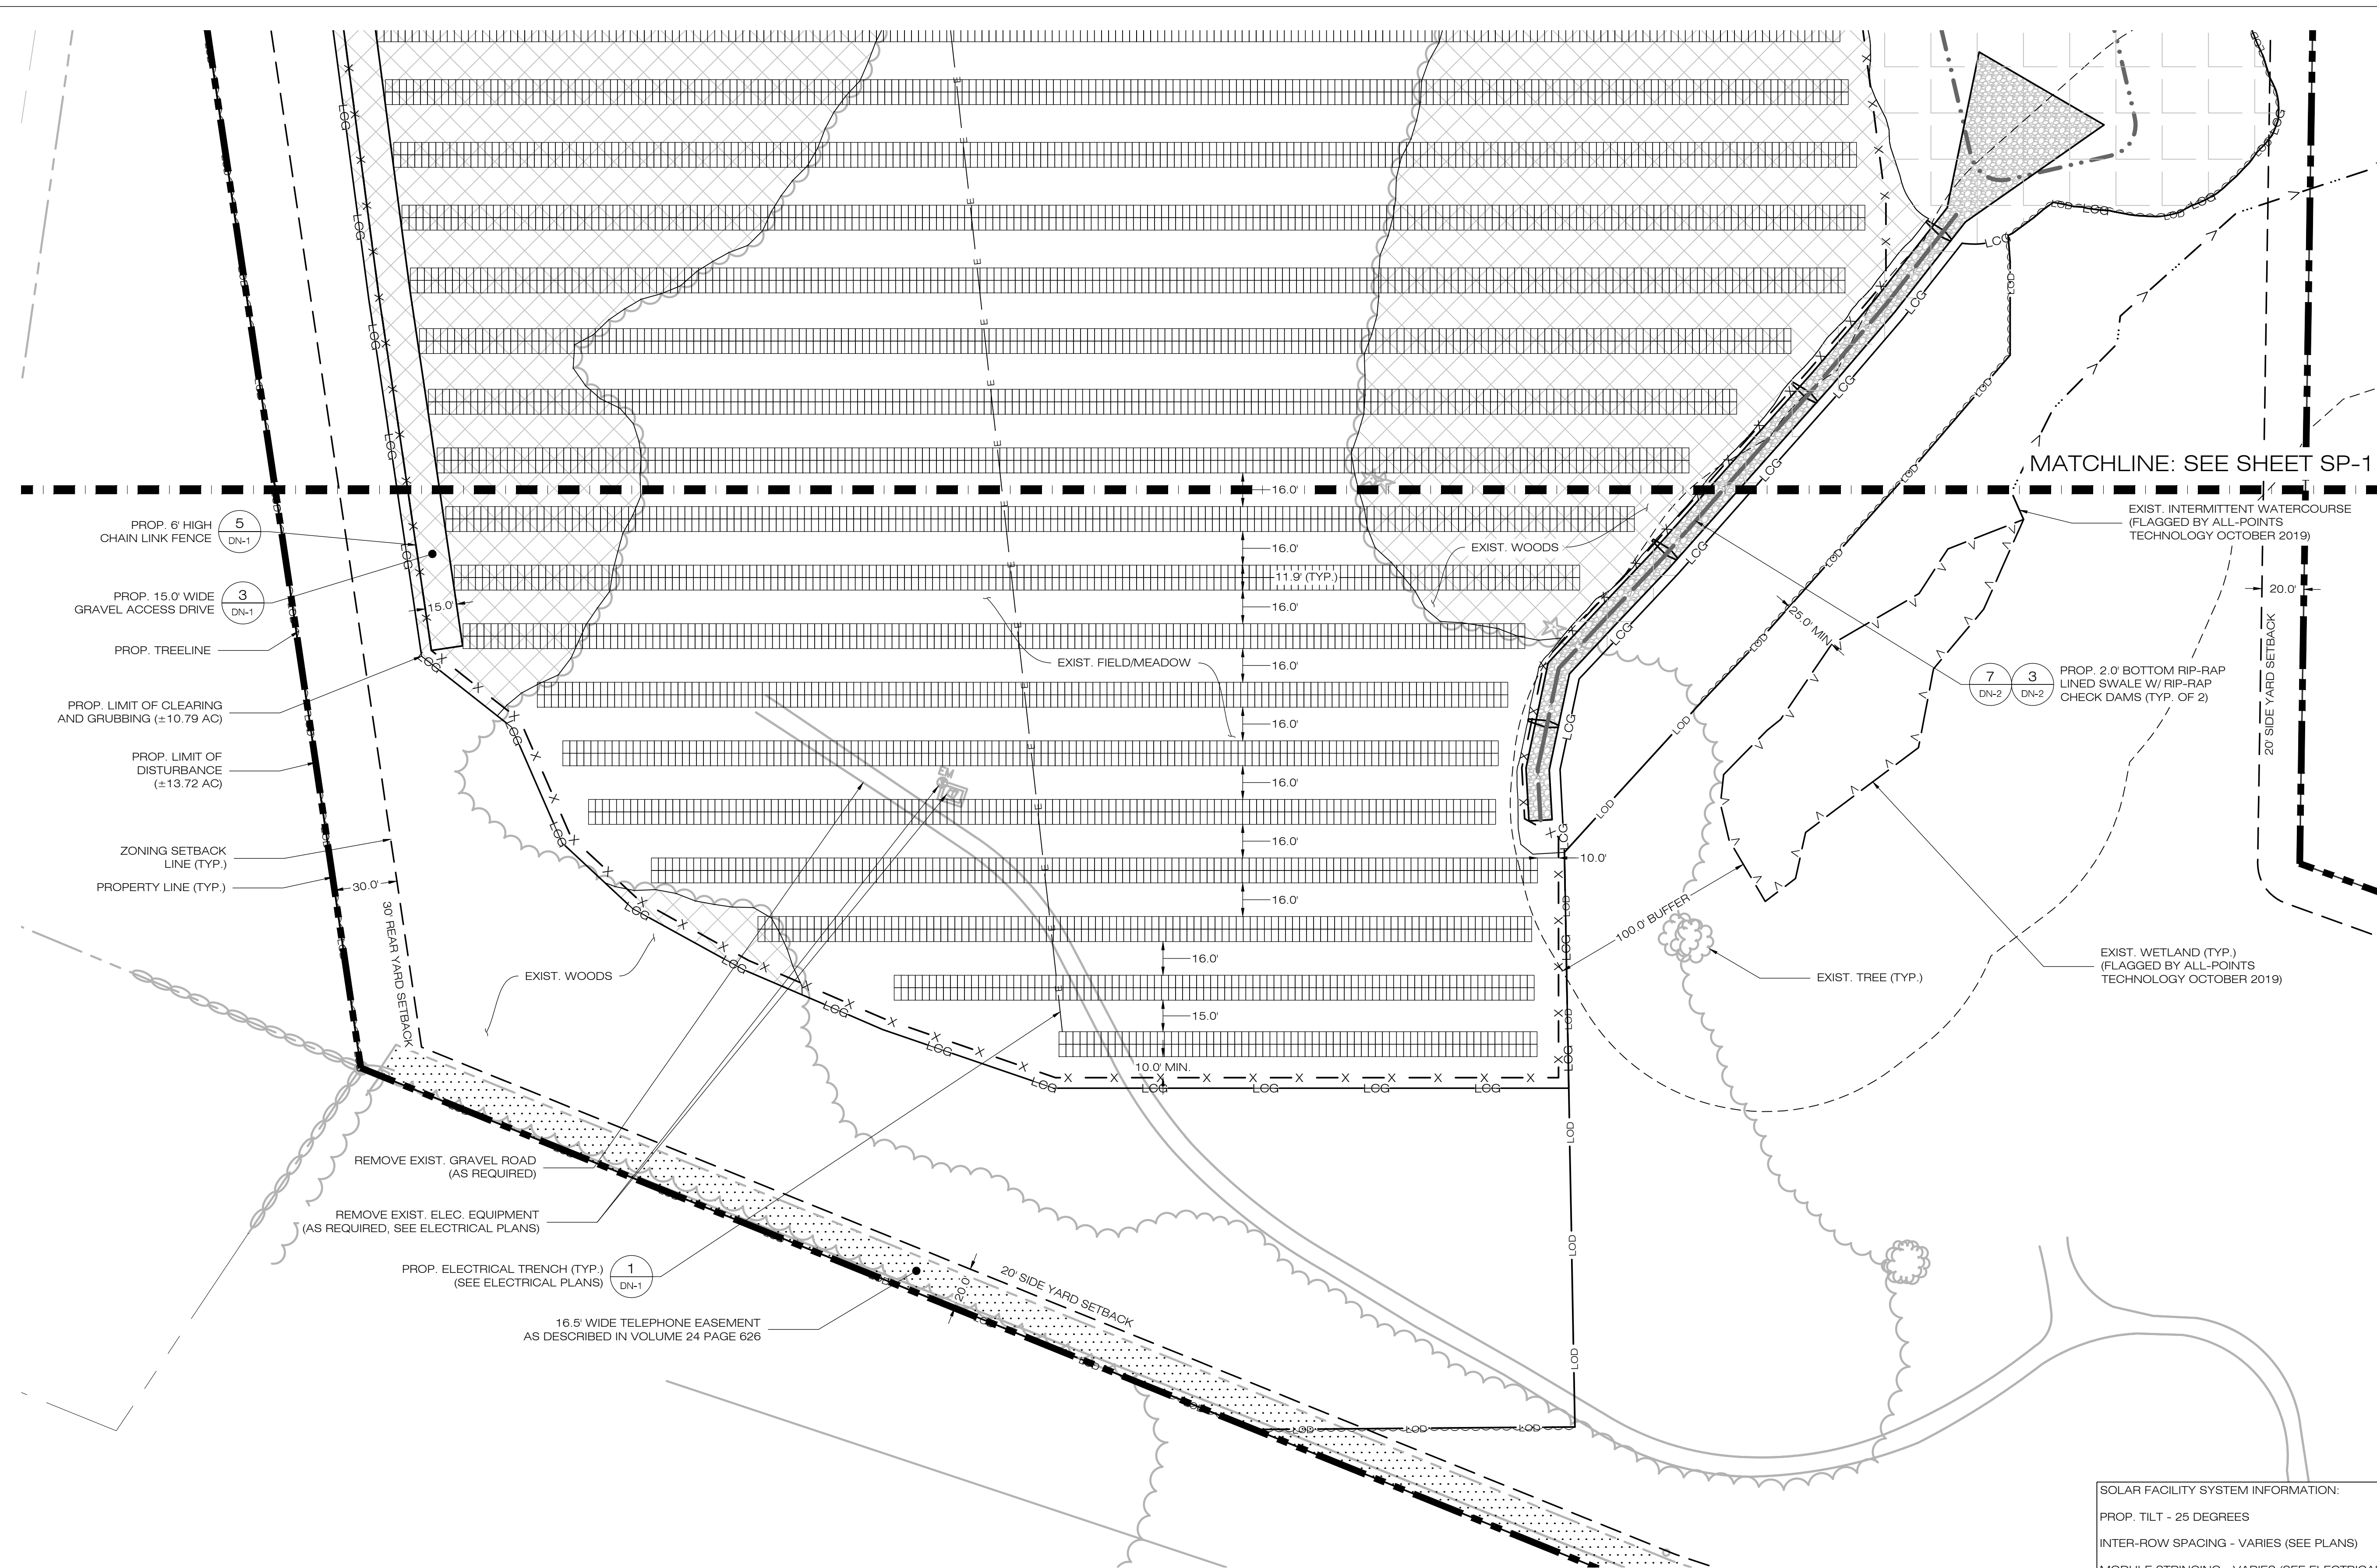 MATCHLINE: SEE SHEET SP-1
PROP. 6' HIGH
CHAIN LINK FENCE
5
DN-1
PROP. 15.0' WIDE
GRAVEL ACCESS DRIVE
3
DN-1
15.0'
PROP. TREELINE
PROP. LIMIT OF CLEARING
AND GRUBBING (±10.79 AC)
PROP. LIMIT OF
DISTURBANCE
(±13.72 AC)
ZONING SETBACK
LINE (TYP.)
PROPERTY LINE (TYP.)
30.0'
30' REAR YARD SETBACK
EXIST. WOODS
REMOVE EXIST. GRAVEL ROAD
(AS REQUIRED)
REMOVE EXIST. ELEC. EQUIPMENT
(AS REQUIRED, SEE ELECTRICAL PLANS)
PROP. ELECTRICAL TRENCH (TYP.)
(SEE ELECTRICAL PLANS)
1
DN-1
16.5' WIDE TELEPHONE EASEMENT
AS DESCRIBED IN VOLUME 24 PAGE 626
20.0'
20' SIDE YARD SETBACK
EM
EXIST. FIELD/MEADOW
16.0'
16.0'
11.9' (TYP.)
16.0'
16.0'
16.0'
16.0'
16.0'
16.0'
16.0'
15.0'
10.0' MIN.
10.0'
EXIST. WOODS
25.0' MIN.
100.0' BUFFER
EXIST. TREE (TYP.)
EXIST. INTERMITTENT WATERCOURSE
(FLAGGED BY ALL-POINTS
TECHNOLOGY OCTOBER 2019)
20.0'
20' SIDE YARD SETBACK
7
DN-2
3
DN-2
PROP. 2.0' BOTTOM RIP-RAP
LINED SWALE W/ RIP-RAP
CHECK DAMS (TYP. OF 2)
EXIST. WETLAND (TYP.)
(FLAGGED BY ALL-POINTS
TECHNOLOGY OCTOBER 2019)
LCG
LOD
X
E
SOLAR FACILITY SYSTEM INFORMATION:
PROP. TILT - 25 DEGREES
INTER-ROW SPACING - VARIES (SEE PLANS)
MODULE STRINGING - VARIES (SEE